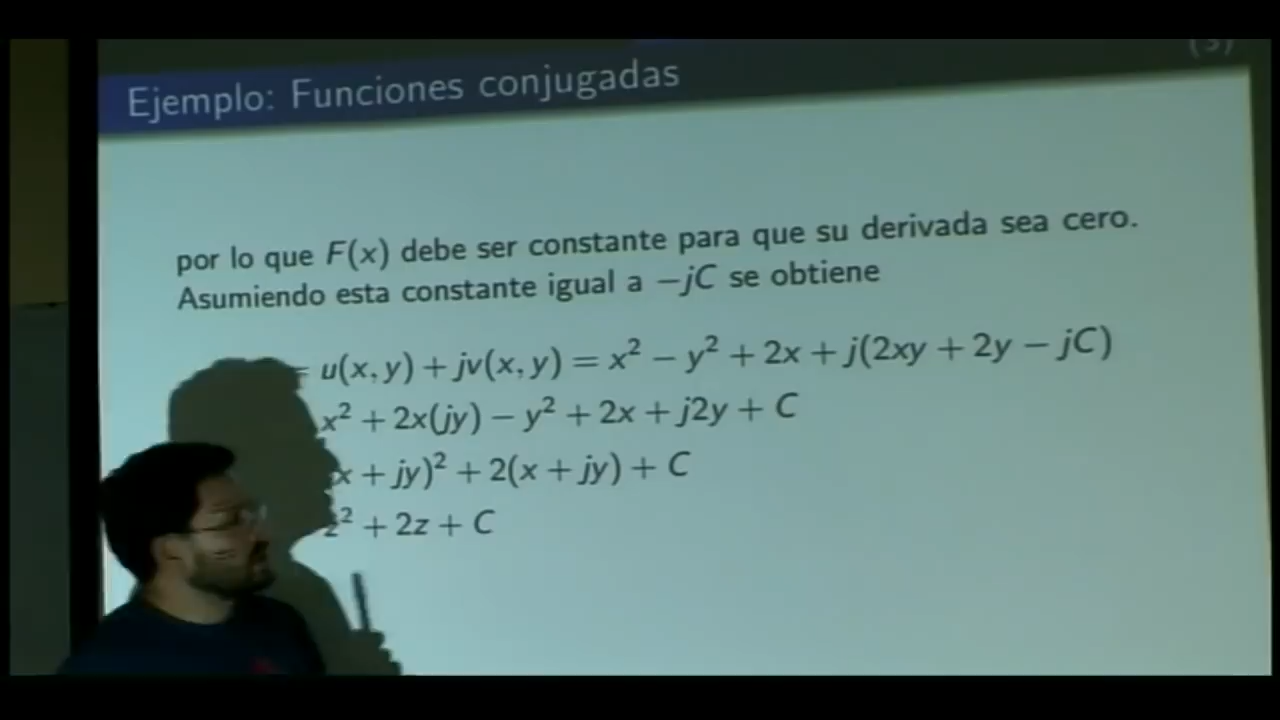 (3)
Ejemplo: Funciones conjugadas
por lo que F(x) debe ser constante para que su derivada sea cero.
Asumiendo esta constante igual a −jC se obtiene
= u(x, y) + jv(x, y) = x² − y² + 2x + j(2xy + 2y − jC)
x² + 2x(jy) − y² + 2x + j2y + C
x + jy)² + 2(x + jy) + C
z² + 2z + C